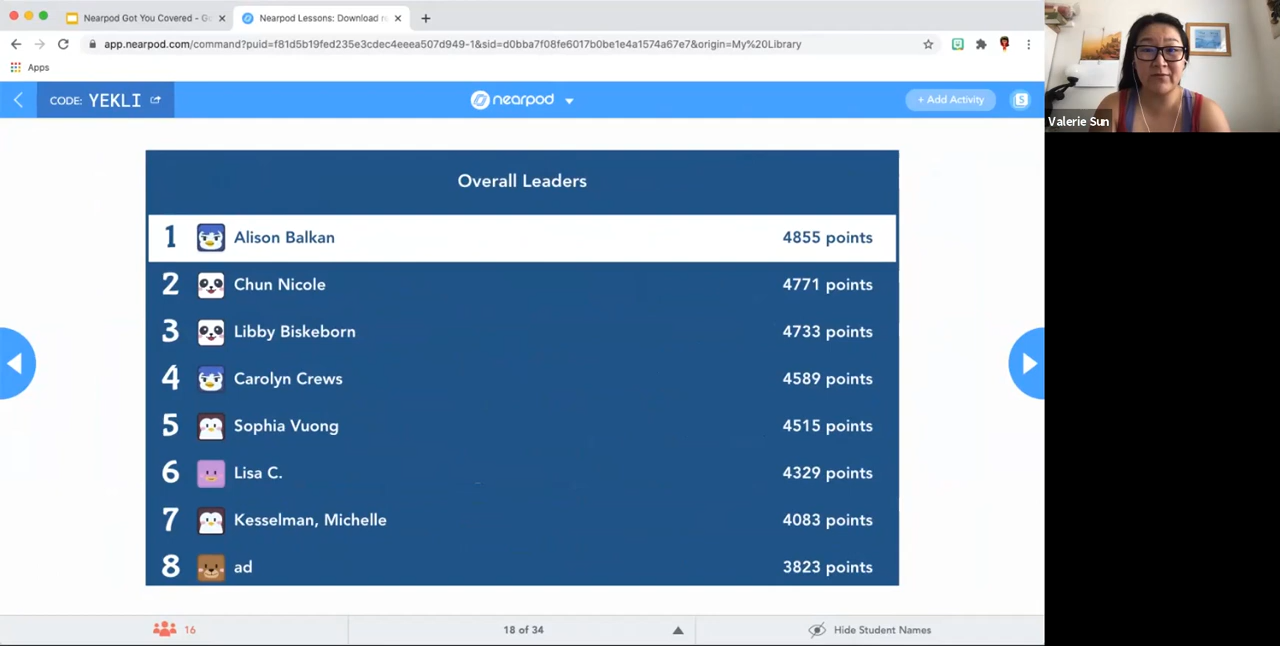 Nearpod Got You Covered - G
Nearpod Lessons: Download r
app.nearpod.com/command?puid=f81d5b19fed235e3cdec4eeea507d949-1&sid=d0bba7f08fe6017b0be1e4a1574a67e7&origin=My%20Library
Apps
CODE: YEKLI
nearpod
+ Add Activity
S
Overall Leaders
1 Alison Balkan 4855 points
2 Chun Nicole 4771 points
3 Libby Biskeborn 4733 points
4 Carolyn Crews 4589 points
5 Sophia Vuong 4515 points
6 Lisa C. 4329 points
7 Kesselman, Michelle 4083 points
8 ad 3823 points
16
18 of 34
Hide Student Names
Valerie Sun